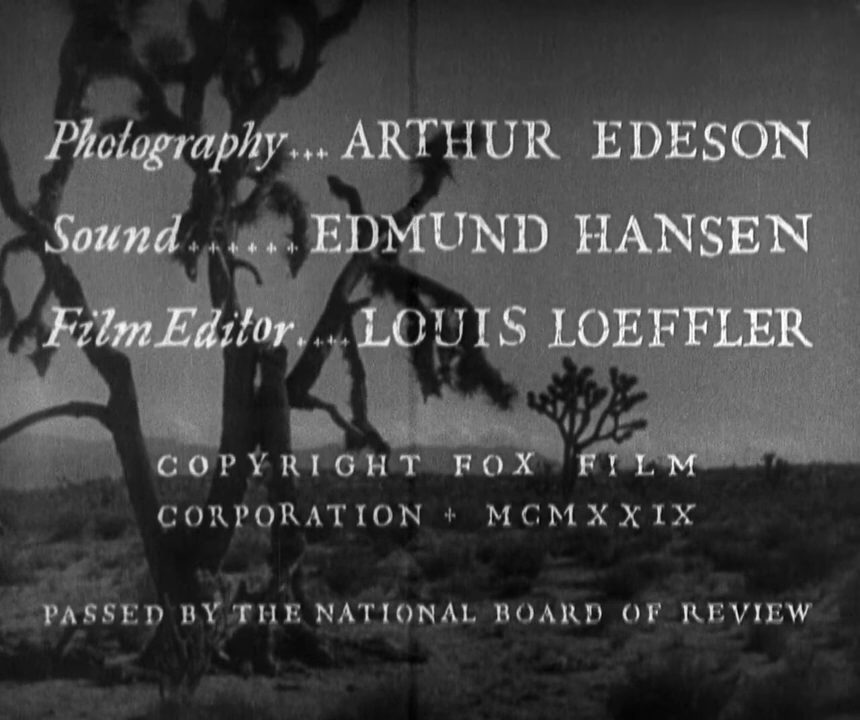 Photography... ARTHUR EDESON
Sound...... EDMUND HANSEN
Film Editor.... LOUIS LOEFFLER
COPYRIGHT FOX FILM
CORPORATION + MCMXXIX
PASSED BY THE NATIONAL BOARD OF REVIEW